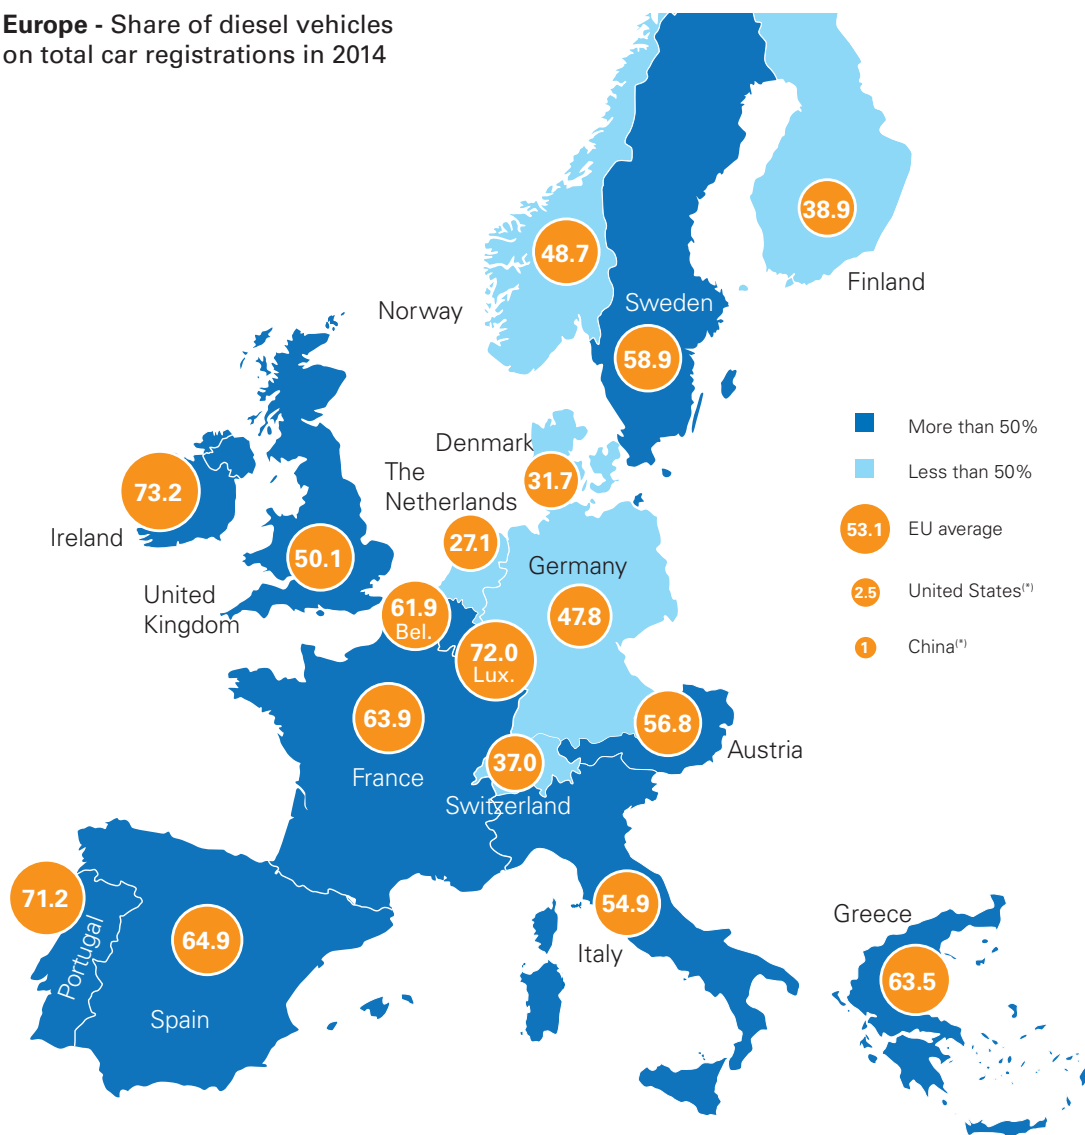 Europe - Share of diesel vehicles
on total car registrations in 2014
38.9
Finland
48.7
Norway
Sweden
58.9
More than 50%
Less than 50%
53.1 EU average
2.5 United States(*)
1 China(*)
Denmark
31.7
The
Netherlands
27.1
73.2
Ireland
50.1
United
Kingdom
Germany
47.8
61.9
Bel.
72.0
Lux.
63.9
France
56.8
Austria
37.0
Switzerland
71.2
Portugal
64.9
Spain
54.9
Italy
Greece
63.5